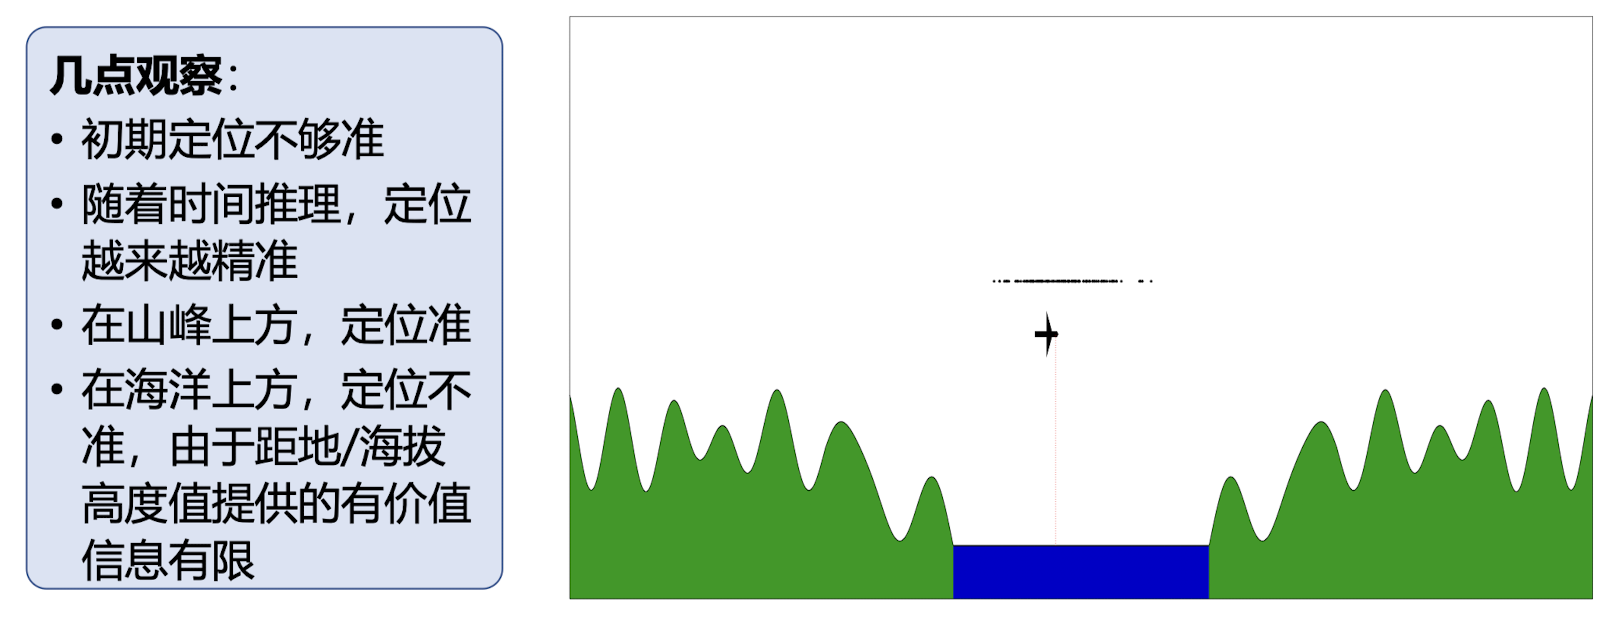 几点观察：
• 初期定位不够准
• 随着时间推理，定位
越来越精准
• 在山峰上方，定位准
• 在海洋上方，定位不
准，由于距地/海拔
高度值提供的有价值
信息有限